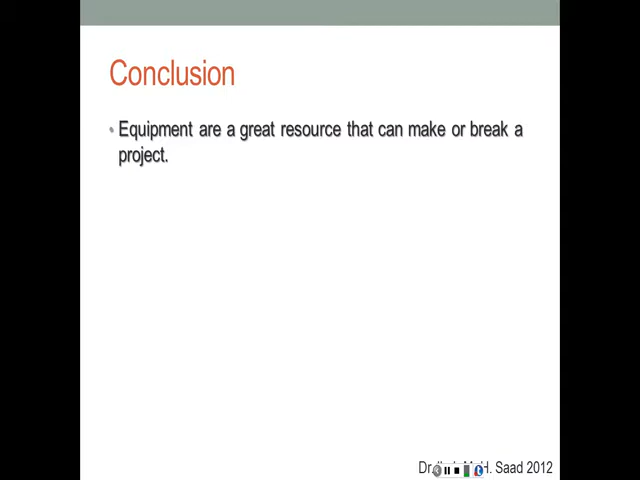 Conclusion
• Equipment are a great resource that can make or break a
project.
Dr. H. Saad 2012